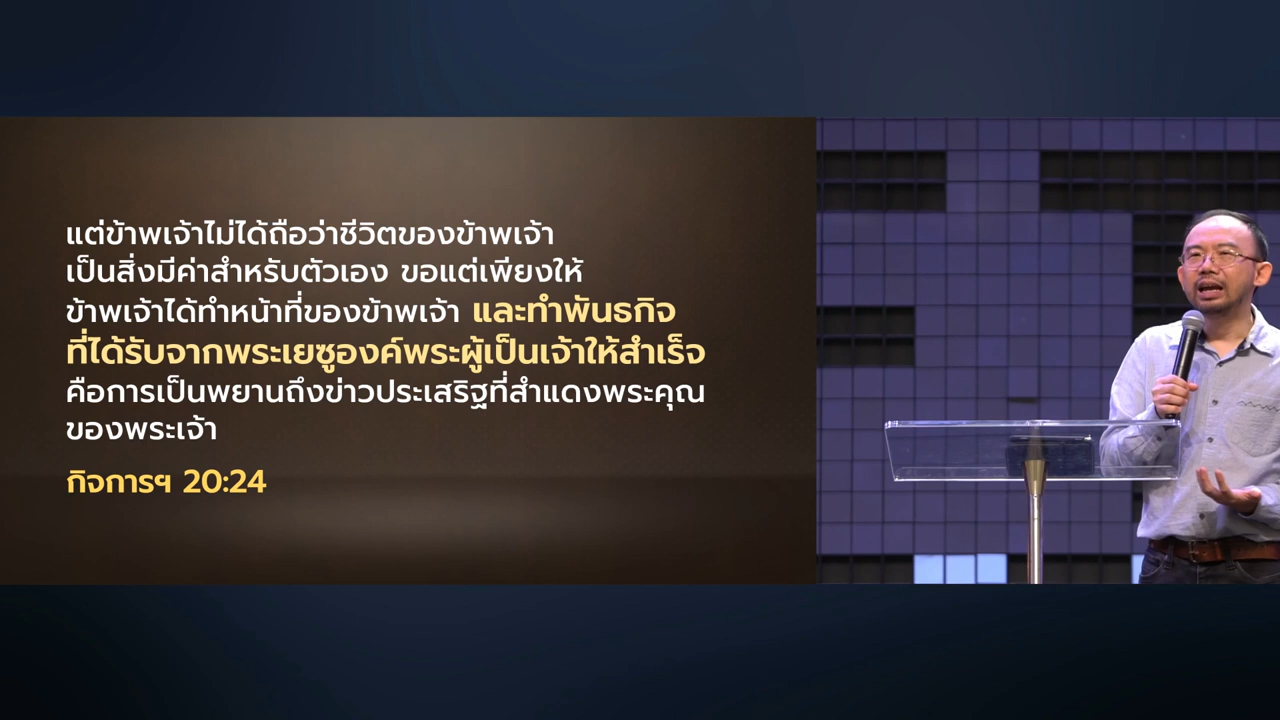 แต่ข้าพเจ้าไม่ได้ถือว่าชีวิตของข้าพเจ้า
เป็นสิ่งมีค่าสำหรับตัวเอง ขอแต่เพียงให้
ข้าพเจ้าได้ทำหน้าที่ของข้าพเจ้า และทำพันธกิจ
ที่ได้รับจากพระเยซูองค์พระผู้เป็นเจ้าให้สำเร็จ
คือการเป็นพยานถึงข่าวประเสริฐที่สำแดงพระคุณ
ของพระเจ้า
กิจการฯ 20:24